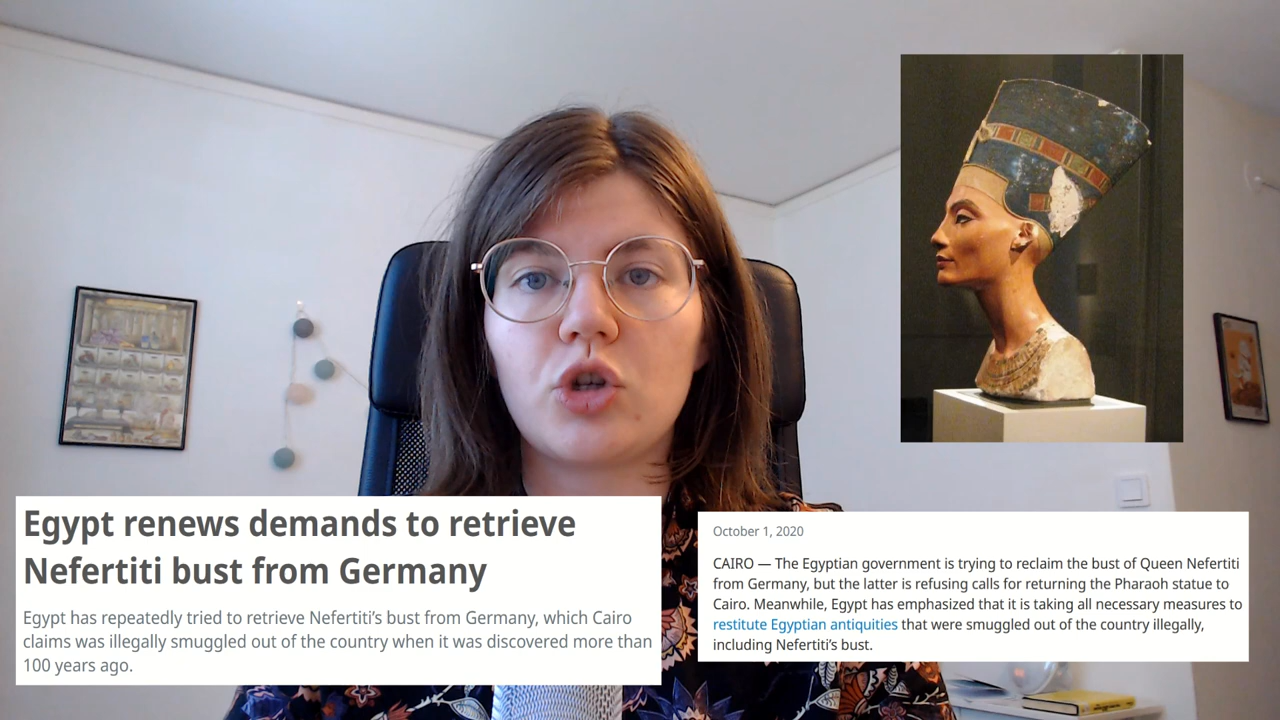 Egypt renews demands to retrieve
Nefertiti bust from Germany
Egypt has repeatedly tried to retrieve Nefertiti’s bust from Germany, which Cairo
claims was illegally smuggled out of the country when it was discovered more than
100 years ago.
October 1, 2020
CAIRO — The Egyptian government is trying to reclaim the bust of Queen Nefertiti
from Germany, but the latter is refusing calls for returning the Pharaoh statue to
Cairo. Meanwhile, Egypt has emphasized that it is taking all necessary measures to
restitute Egyptian antiquities that were smuggled out of the country illegally,
including Nefertiti’s bust.